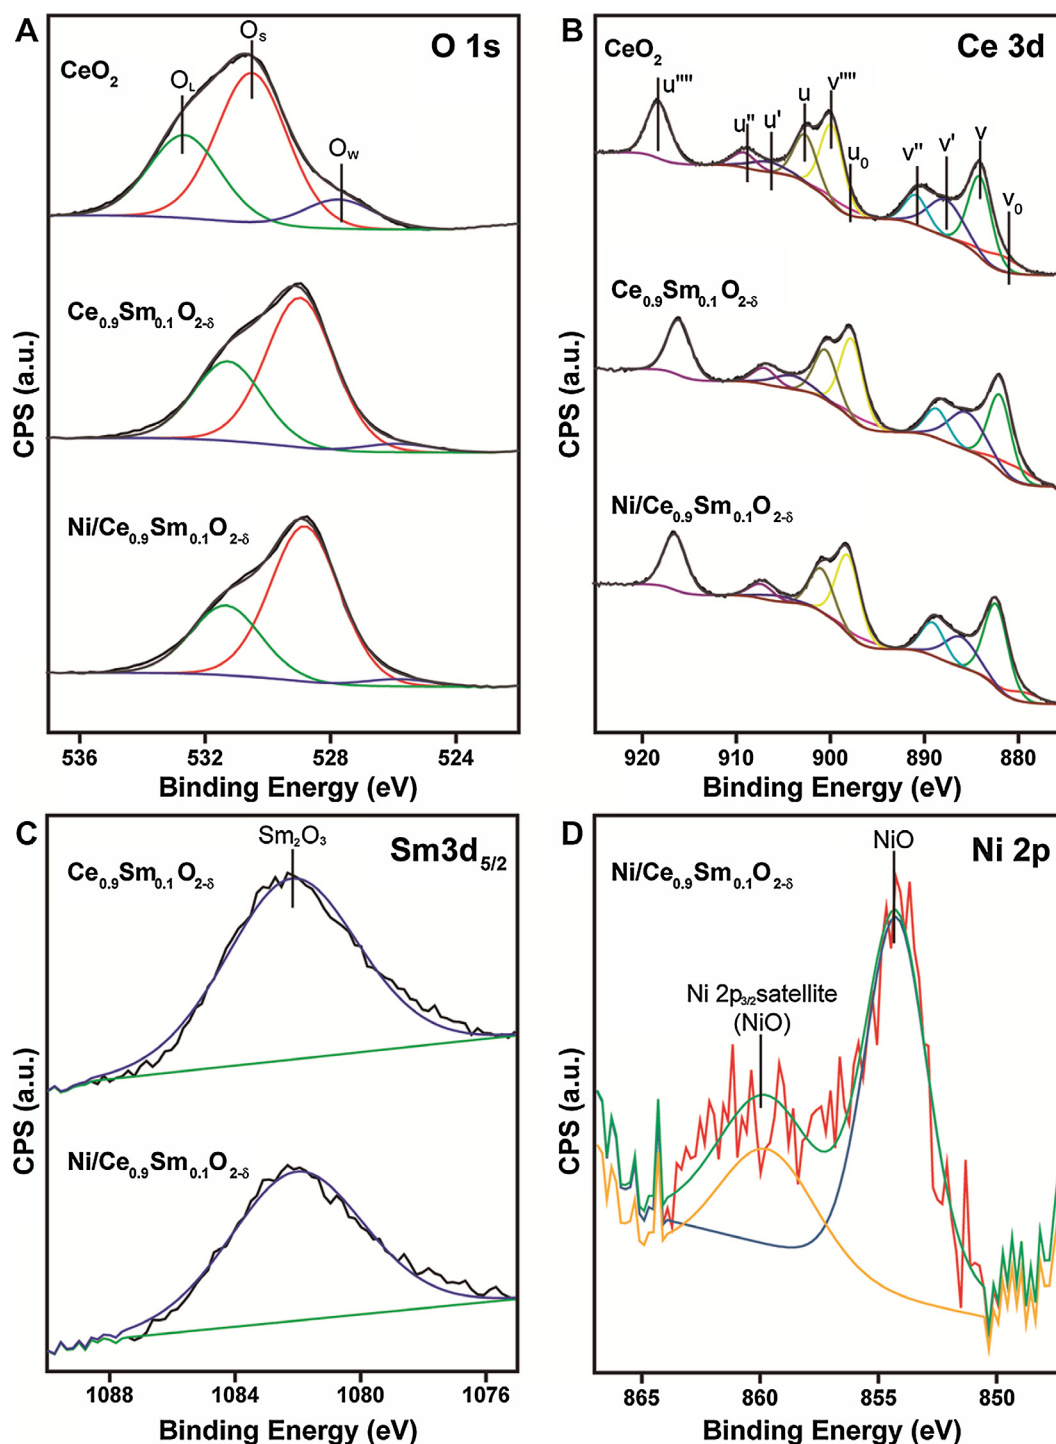 A
O 1s
CeO2
OL
OS
OW
Ce0.9Sm0.1O2-δ
Ni/Ce0.9Sm0.1O2-δ
CPS (a.u.)
536
531
528
524
Binding Energy (eV)
B
Ce 3d
CeO2
u''''
u''
u'
u
v''''
u0
v''
v'
v
v0
Ce0.9Sm0.1O2-δ
Ni/Ce0.9Sm0.1O2-δ
CPS (a.u.)
920
910
900
890
880
Binding Energy (eV)
C
Sm3d5/2
Sm2O3
Ce0.9Sm0.1O2-δ
Ni/Ce0.9Sm0.1O2-δ
CPS (a.u.)
1088
1084
1080
1076
Binding Energy (eV)
D
Ni 2p
NiO
Ni/Ce0.9Sm0.1O2-δ
Ni 2p3/2satellite
(NiO)
CPS (a.u.)
865
860
855
850
Binding Energy (eV)